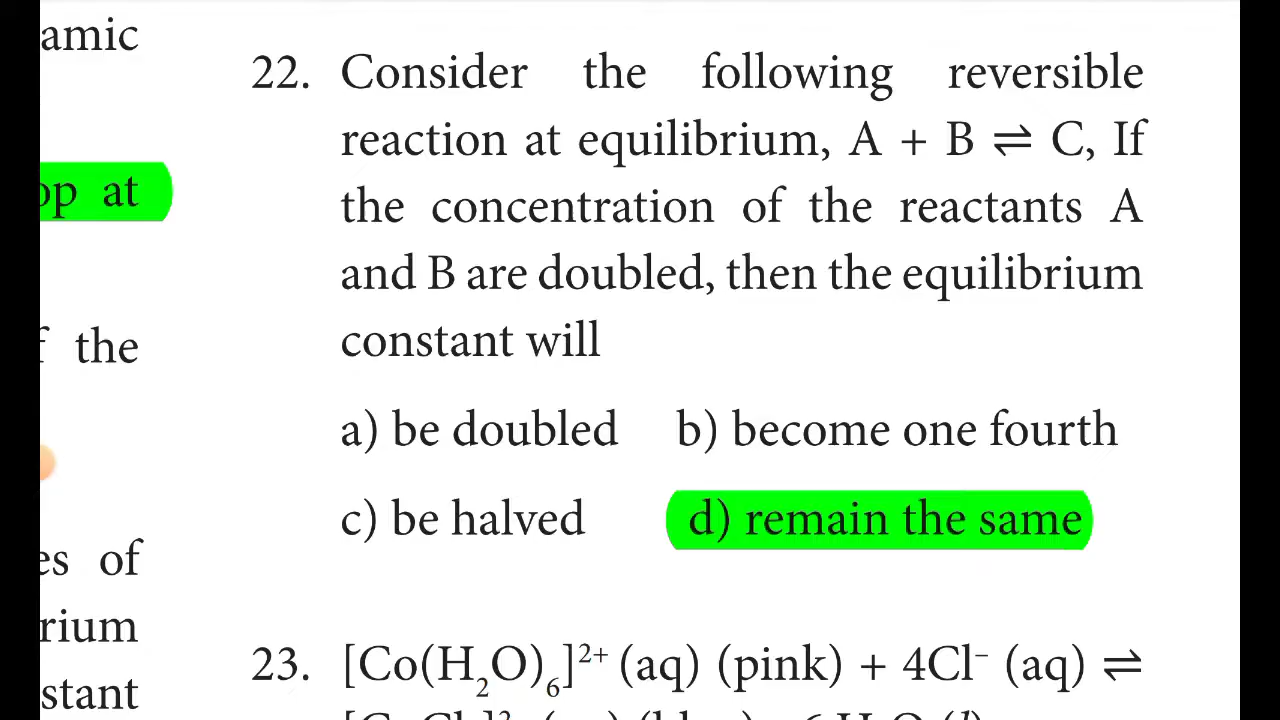 amic
op at
f the
es of
rium
stant
22. Consider the following reversible
reaction at equilibrium, A + B ⇌ C, If
the concentration of the reactants A
and B are doubled, then the equilibrium
constant will
a) be doubled b) become one fourth
c) be halved d) remain the same
23. [Co(H₂O)₆]²⁺ (aq) (pink) + 4Cl⁻ (aq) ⇌